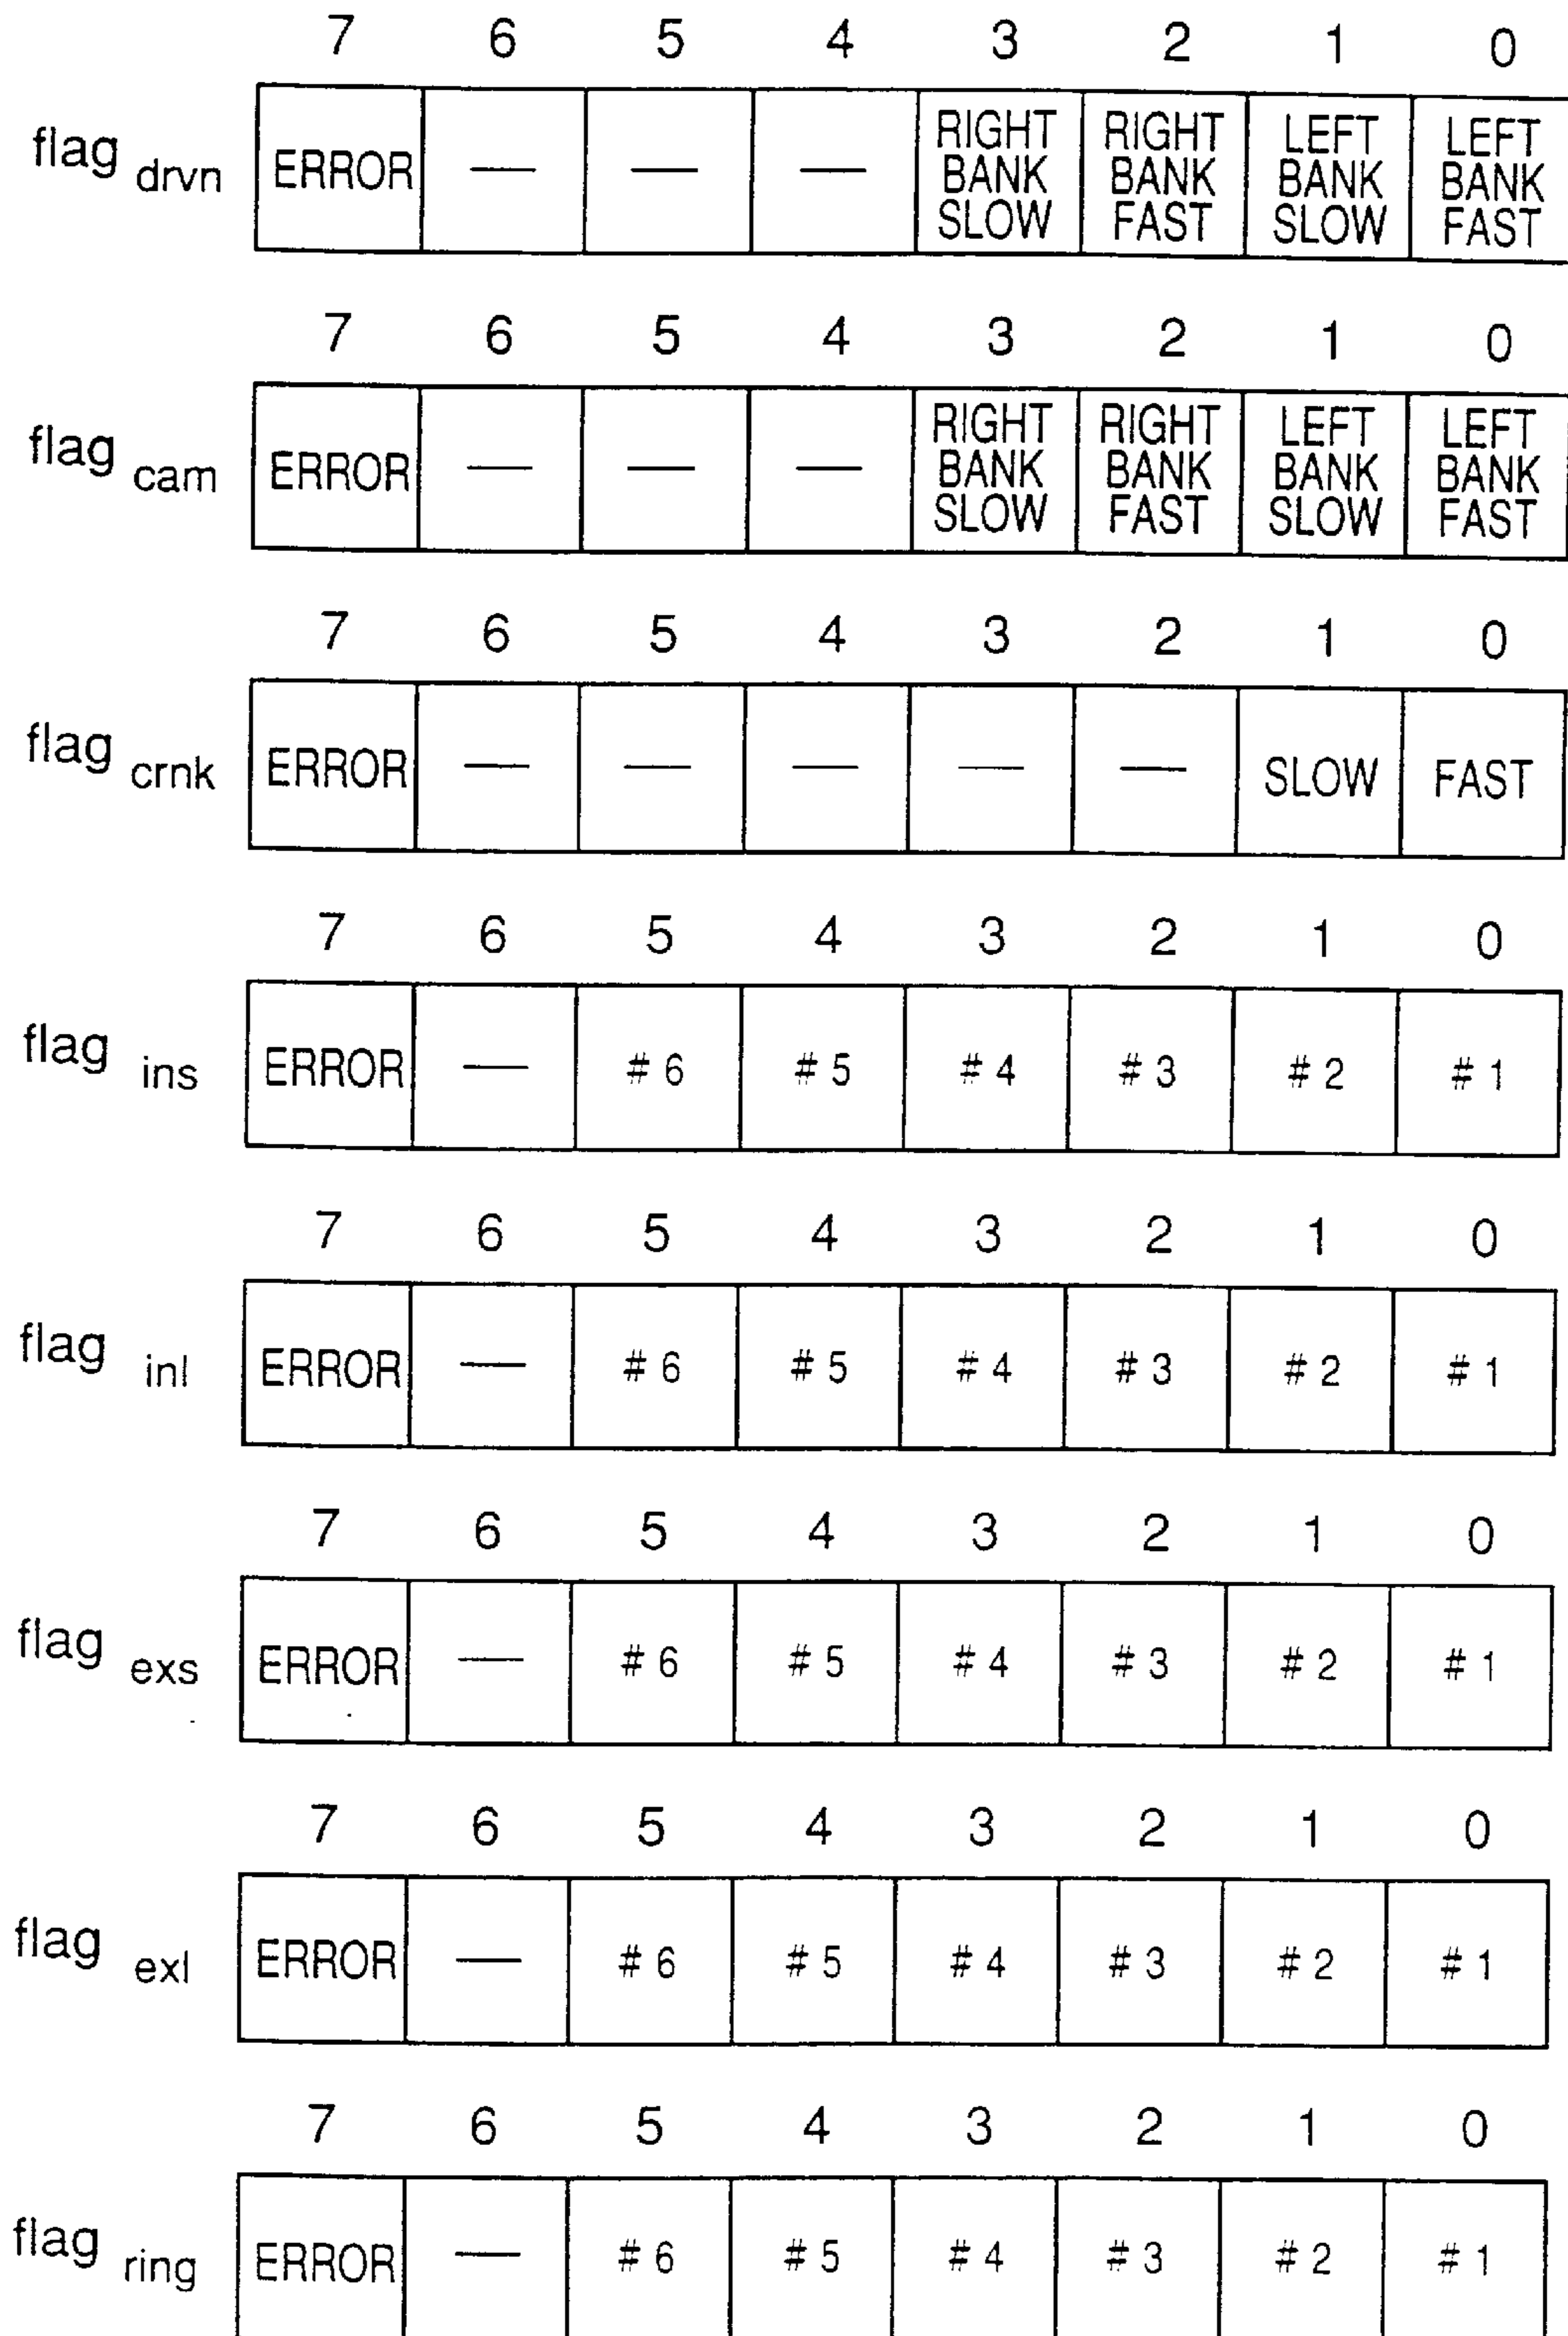 7 6 5 4 3 2 1 0
flag drvn ERROR — — — RIGHT BANK SLOW RIGHT BANK FAST LEFT BANK SLOW LEFT BANK FAST
7 6 5 4 3 2 1 0
flag cam ERROR — — — RIGHT BANK SLOW RIGHT BANK FAST LEFT BANK SLOW LEFT BANK FAST
7 6 5 4 3 2 1 0
flag crnk ERROR — — — — — SLOW FAST
7 6 5 4 3 2 1 0
flag ins ERROR — # 6 # 5 # 4 # 3 # 2 # 1
7 6 5 4 3 2 1 0
flag inl ERROR — # 6 # 5 # 4 # 3 # 2 # 1
7 6 5 4 3 2 1 0
flag exs ERROR — # 6 # 5 # 4 # 3 # 2 # 1
7 6 5 4 3 2 1 0
flag exl ERROR — # 6 # 5 # 4 # 3 # 2 # 1
7 6 5 4 3 2 1 0
flag ring ERROR — # 6 # 5 # 4 # 3 # 2 # 1